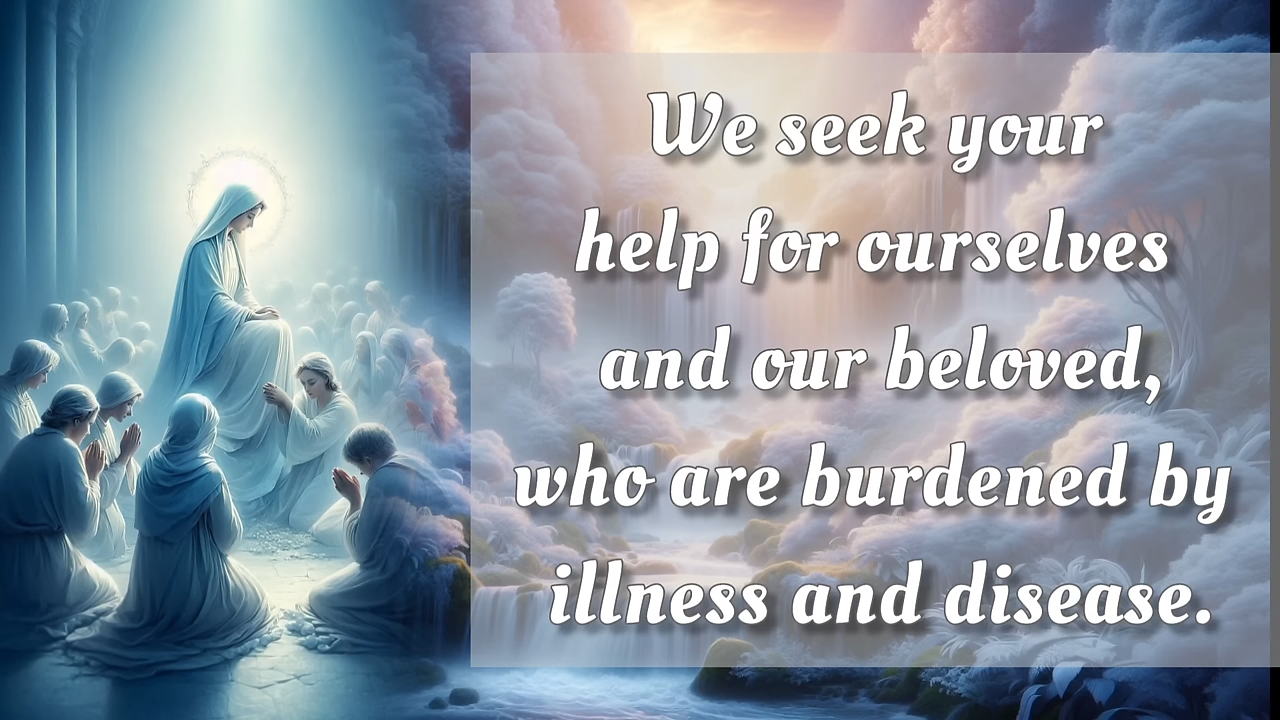 We seek your
help for ourselves
and our beloved,
who are burdened by
illness and disease.